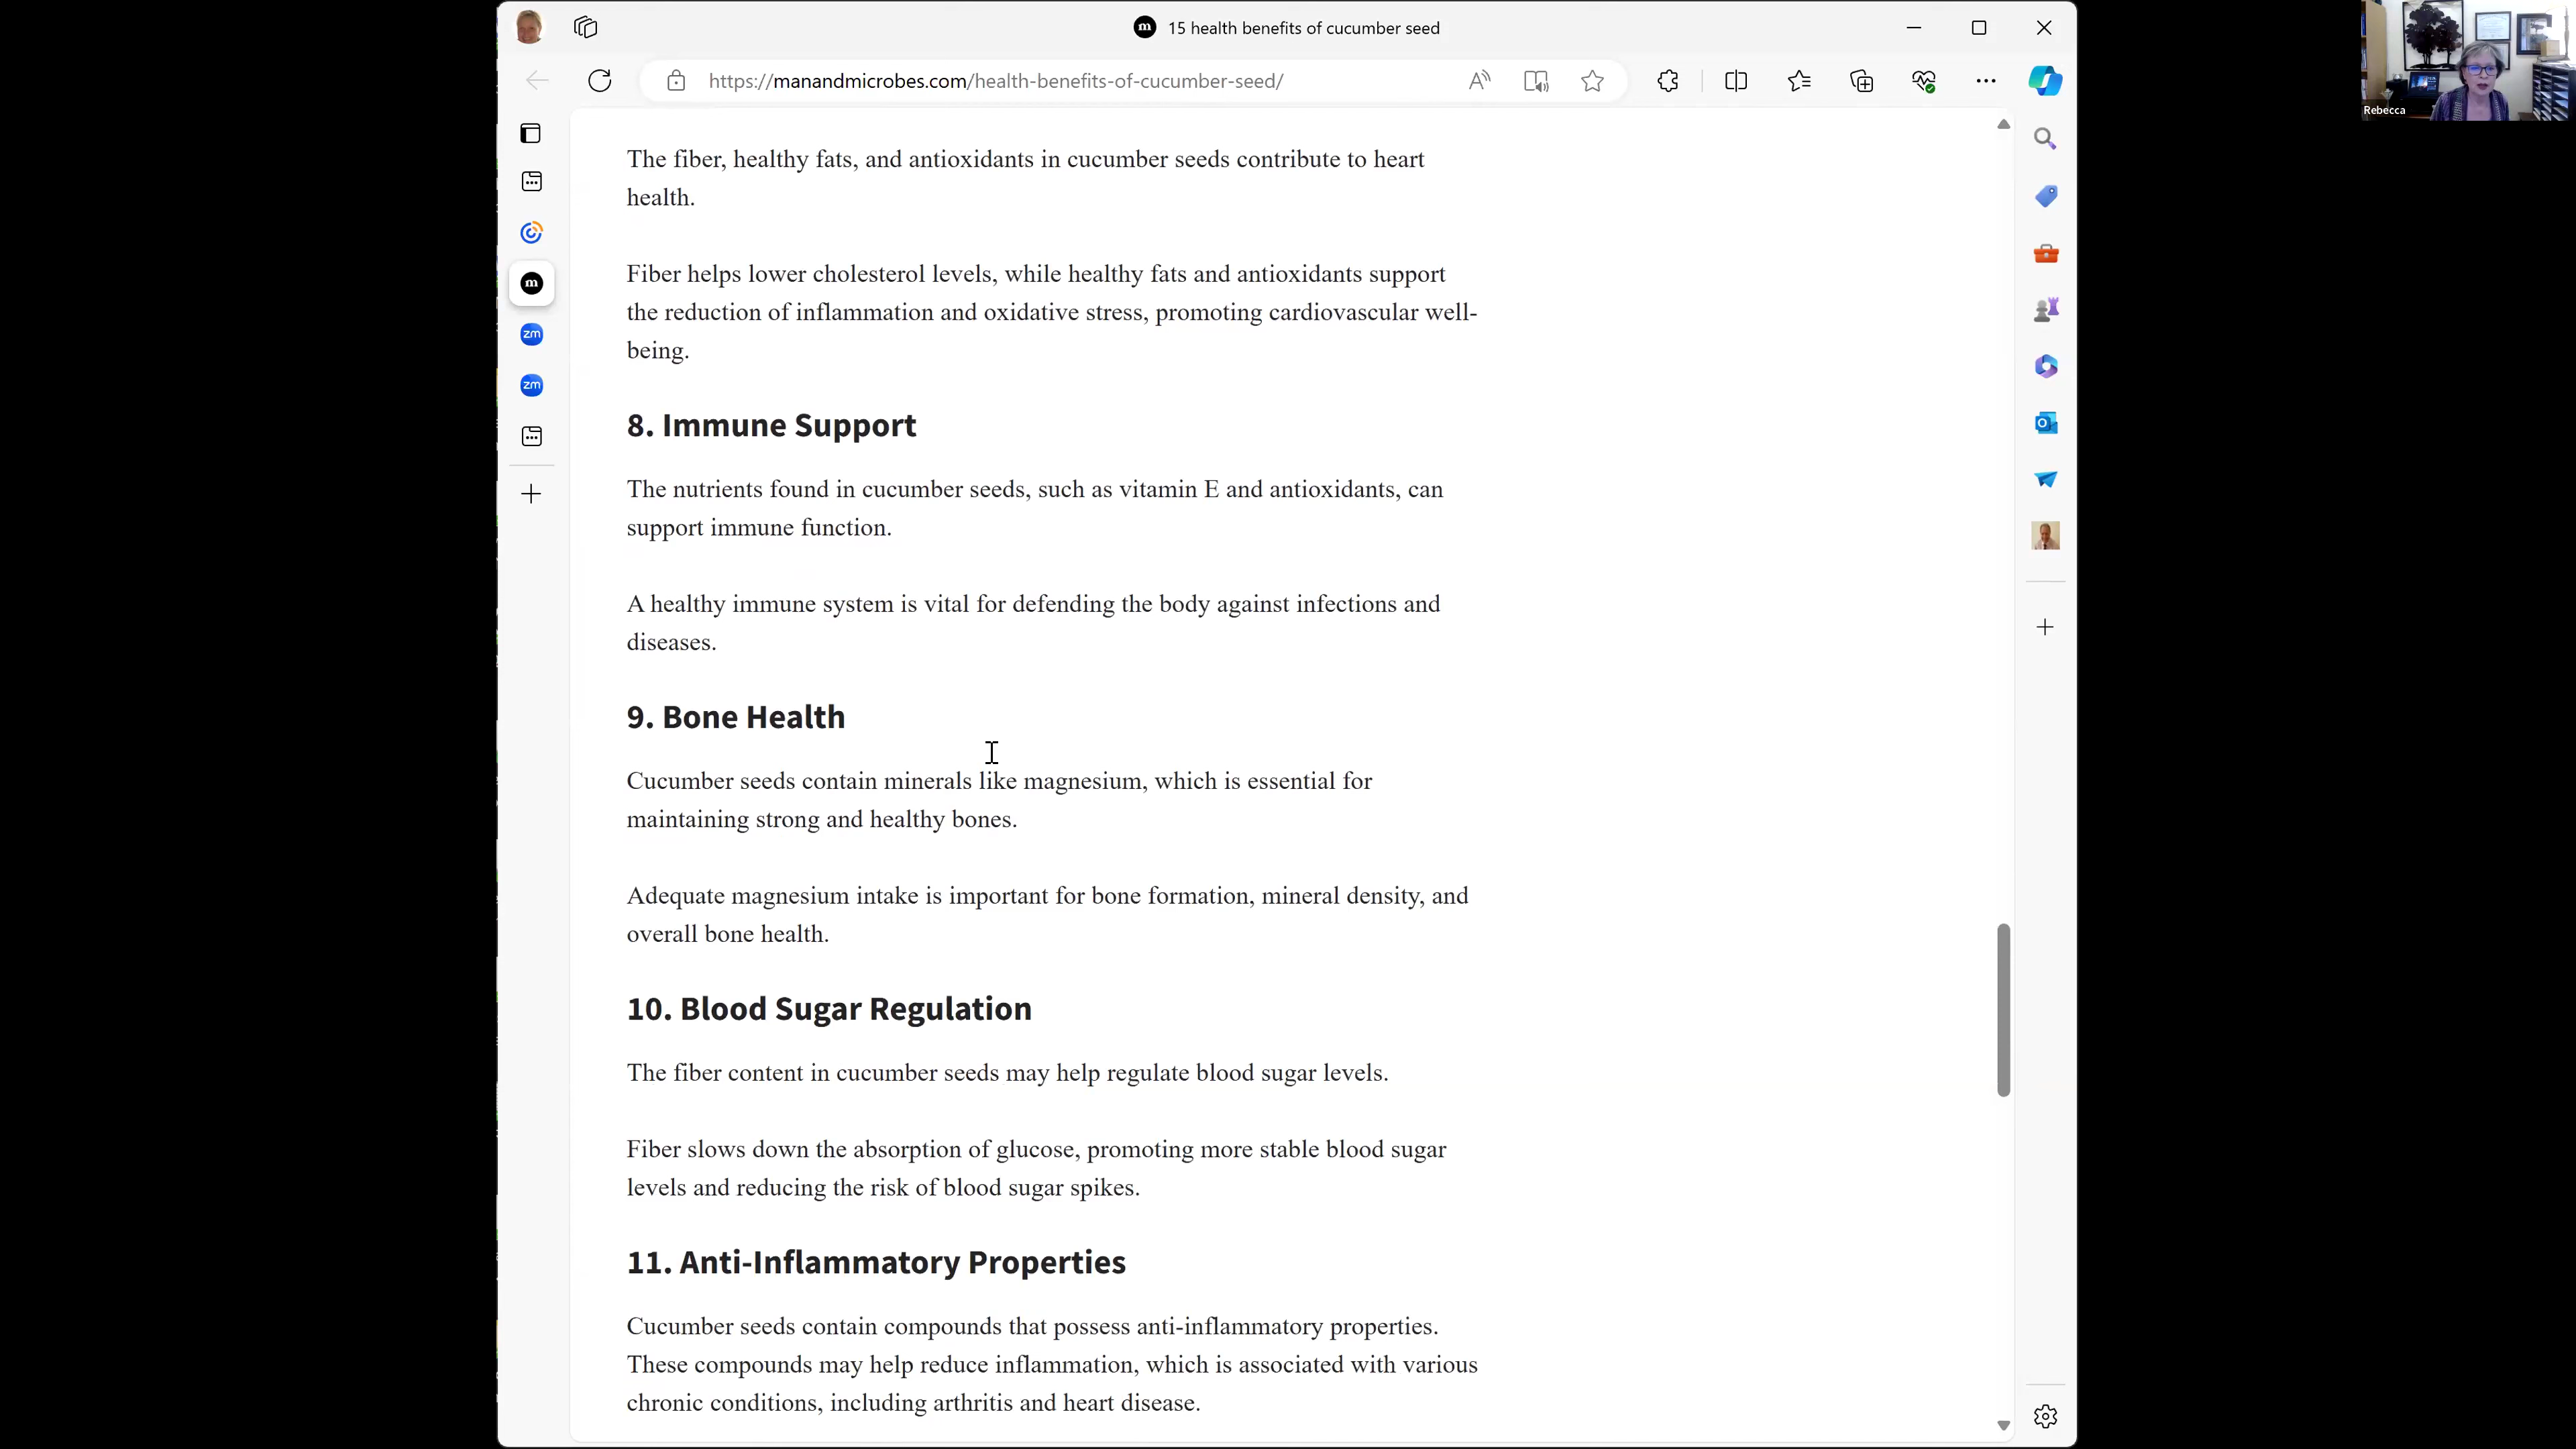 15 health benefits of cucumber seed
https://manandmicrobes.com/health-benefits-of-cucumber-seed/
Rebecca
The fiber, healthy fats, and antioxidants in cucumber seeds contribute to heart
health.
Fiber helps lower cholesterol levels, while healthy fats and antioxidants support
the reduction of inflammation and oxidative stress, promoting cardiovascular well-
being.
zm
zm
8. Immune Support
The nutrients found in cucumber seeds, such as vitamin E and antioxidants, can
support immune function.
A healthy immune system is vital for defending the body against infections and
diseases.
9. Bone Health
Cucumber seeds contain minerals like magnesium, which is essential for
maintaining strong and healthy bones.
Adequate magnesium intake is important for bone formation, mineral density, and
overall bone health.
10. Blood Sugar Regulation
The fiber content in cucumber seeds may help regulate blood sugar levels.
Fiber slows down the absorption of glucose, promoting more stable blood sugar
levels and reducing the risk of blood sugar spikes.
11. Anti-Inflammatory Properties
Cucumber seeds contain compounds that possess anti-inflammatory properties.
These compounds may help reduce inflammation, which is associated with various
chronic conditions, including arthritis and heart disease.